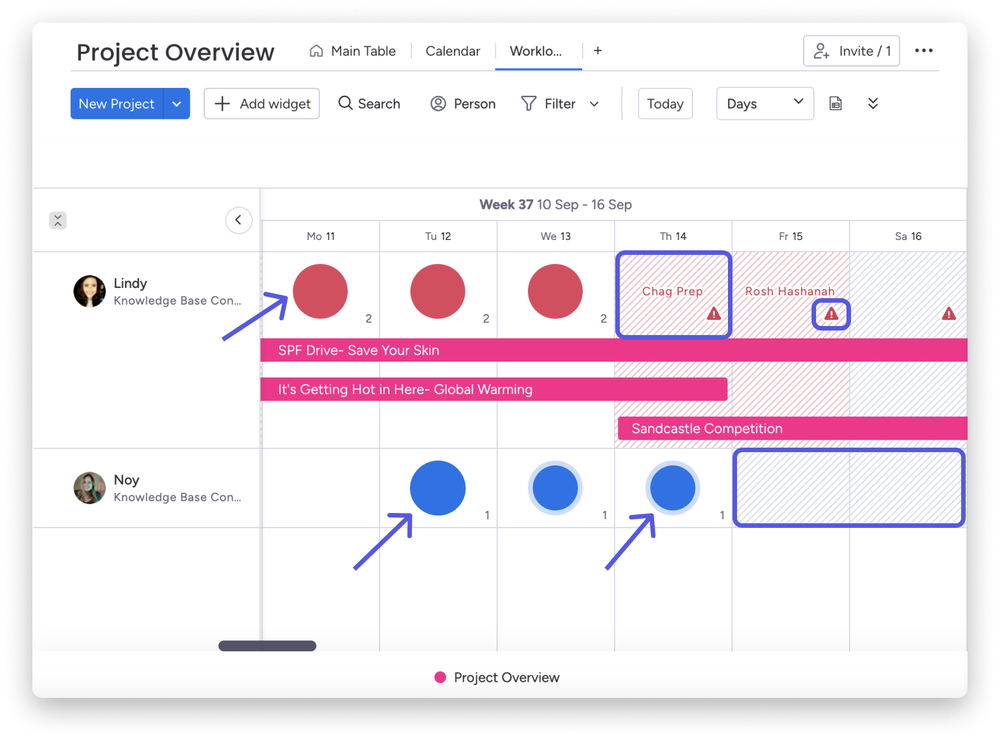 Project Overview Main Table Calendar Worklo... + Invite / 1
New Project Add widget Search Person Filter Today Days
Week 37 10 Sep - 16 Sep
Mo 11 Tu 12 We 13 Th 14 Fr 15 Sa 16
Lindy
Knowledge Base Con...
2 2 2
Chag Prep Rosh Hashanah
SPF Drive- Save Your Skin
It's Getting Hot in Here- Global Warming
Sandcastle Competition
Noy
Knowledge Base Con...
1 1 1
Project Overview